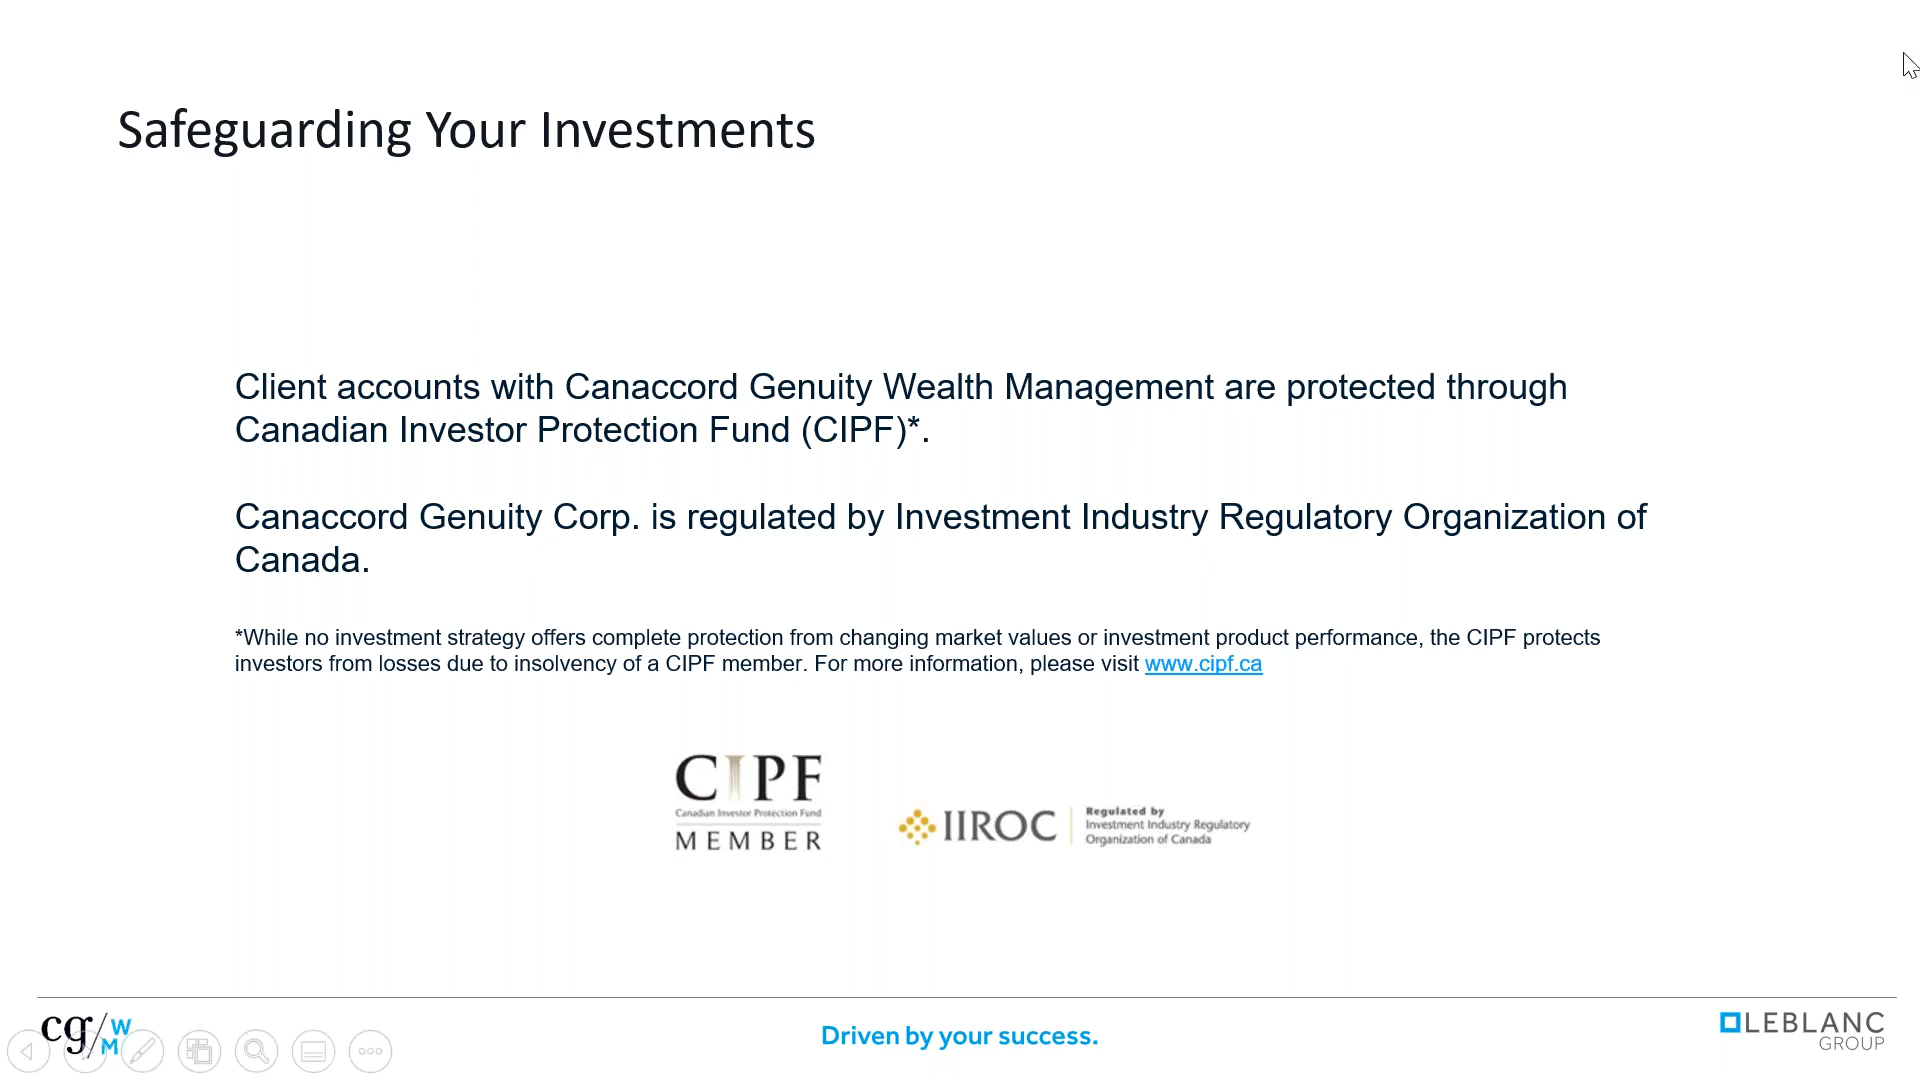 Safeguarding Your Investments
Client accounts with Canaccord Genuity Wealth Management are protected through
Canadian Investor Protection Fund (CIPF)*.
Canaccord Genuity Corp. is regulated by Investment Industry Regulatory Organization of
Canada.
*While no investment strategy offers complete protection from changing market values or investment product performance, the CIPF protects
investors from losses due to insolvency of a CIPF member. For more information, please visit www.cipf.ca
CIPF
Canadian Investor Protection Fund
MEMBER
IIROC
Regulated by
Investment Industry Regulatory
Organization of Canada
cg/WM
Driven by your success.
LEBLANC
GROUP